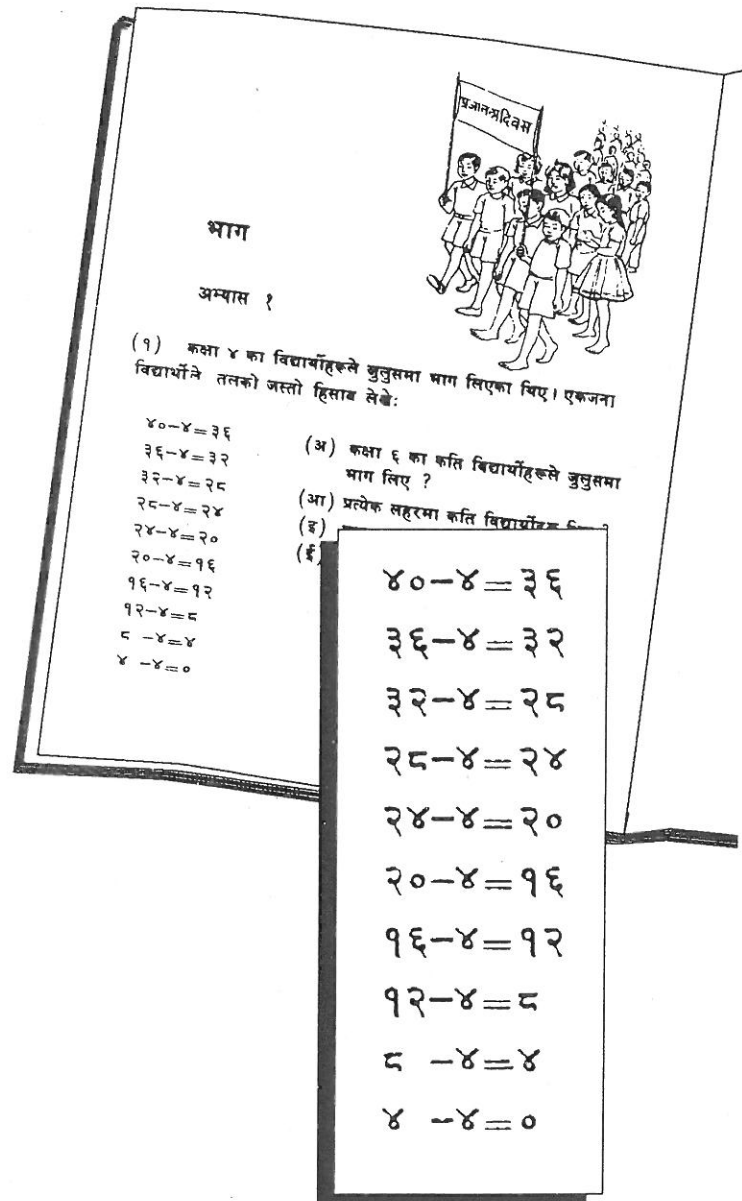 प्रजातन्त्रदिवस
भाग
अभ्यास १
(१) कक्षा ४ का विद्यार्थीहरूले जुलुसमा भाग लिएका थिए। एकजना
विद्यार्थीले तलको जस्तो हिसाब लेखे:
४०-४=३६
३६-४=३२
३२-४=२८
२८-४=२४
२४-४=२०
२०-४=१६
१६-४=१२
१२-४=८
८ -४=४
४ -४=०
(अ) कक्षा ६ का कति विद्यार्थीहरूले जुलुसमा
भाग लिए ?
(आ) प्रत्येक लहरमा कति विद्यार्थीहरू
(इ)
(ई)
४०-४=३६
३६-४=३२
३२-४=२८
२८-४=२४
२४-४=२०
२०-४=१६
१६-४=१२
१२-४=८
८ -४=४
४ -४=०